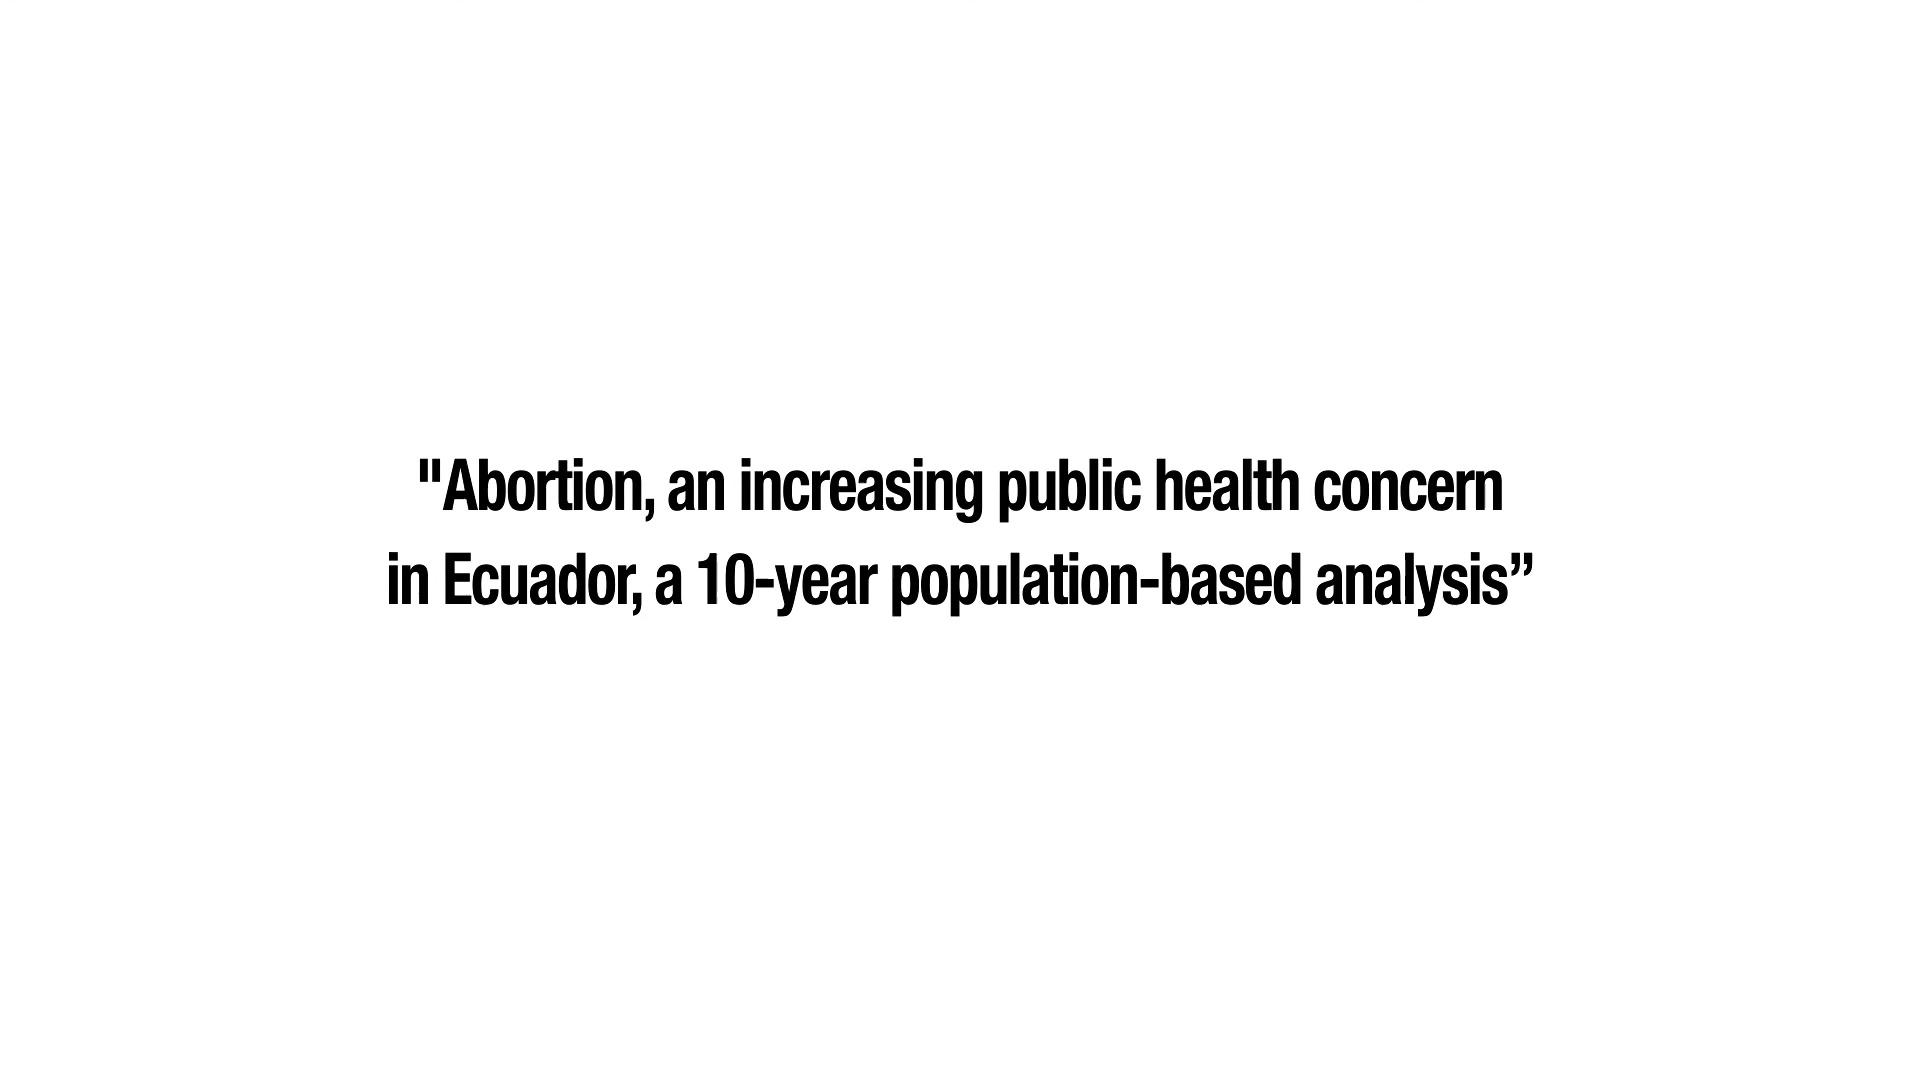 "Abortion, an increasing public health concern
in Ecuador, a 10-year population-based analysis”